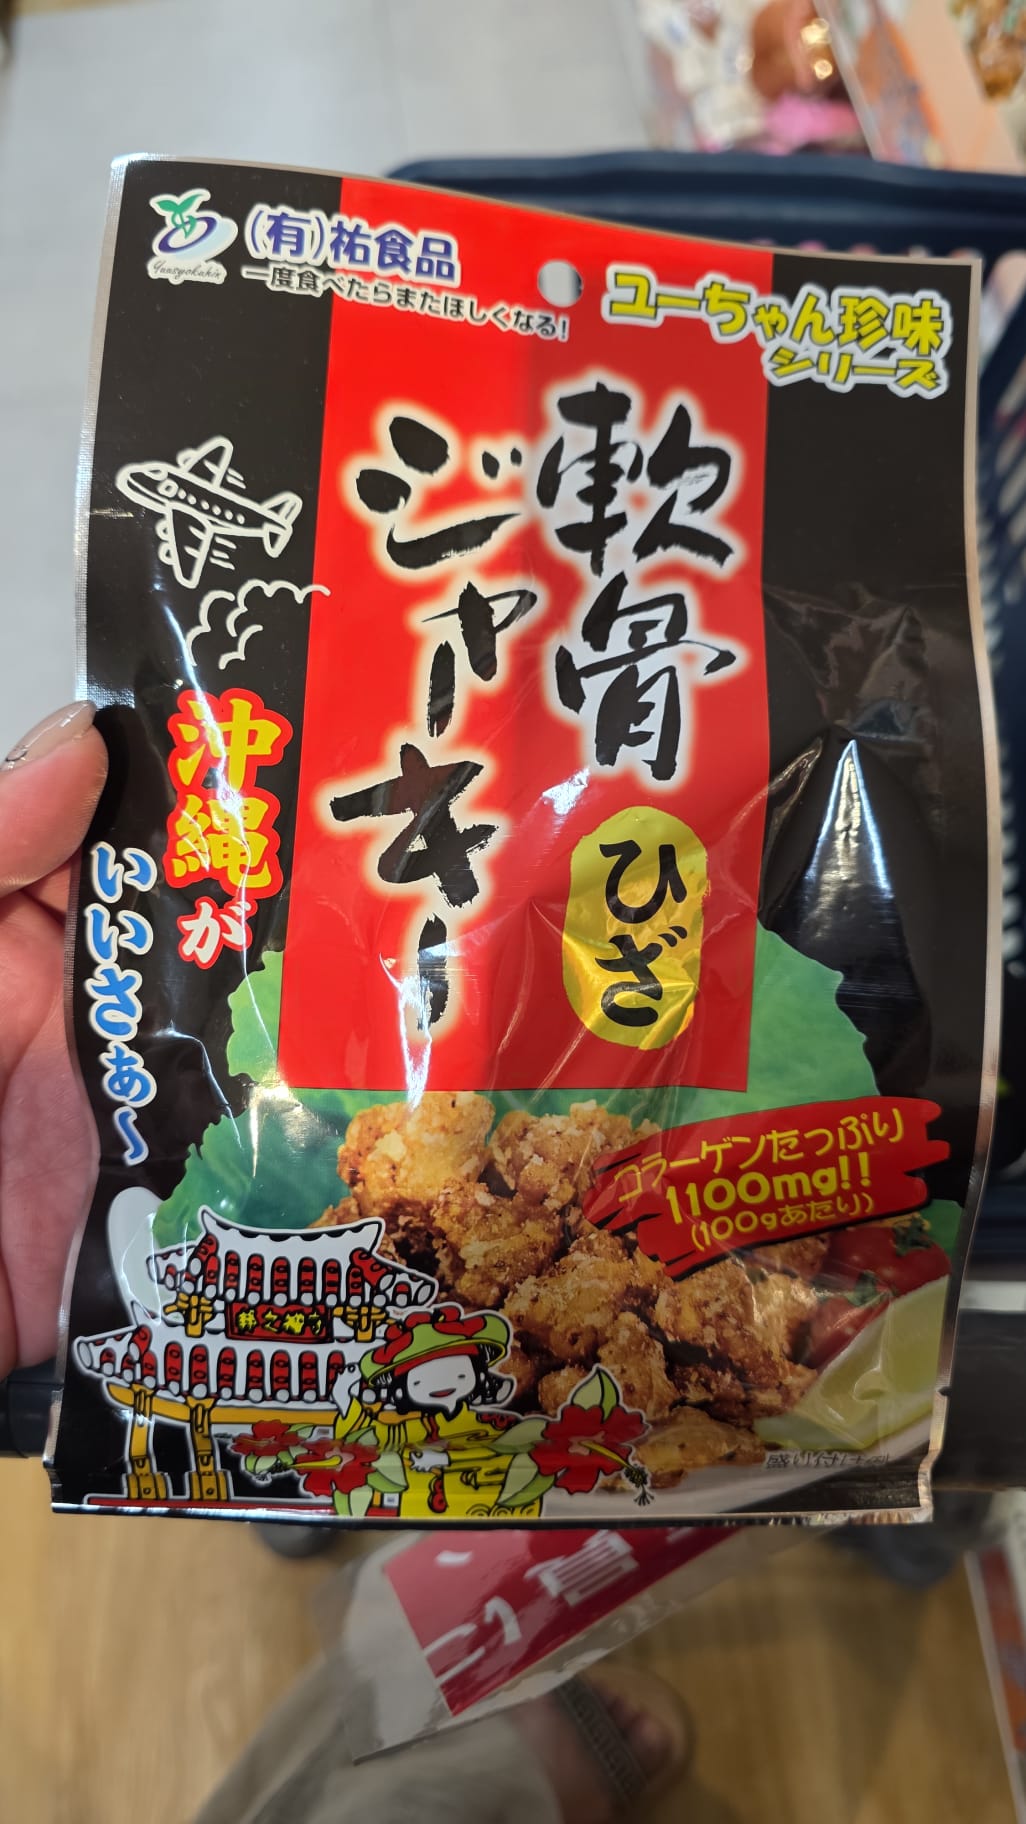 (有)祐食品
Yuusyokuhin
一度食べたらまたほしくなる!
ユーちゃん珍味
シリーズ
軟骨
ジャーキー
ひざ
沖縄が
いいさぁ〜
コラーゲンたっぷり
1100mg!!
(100gあたり)